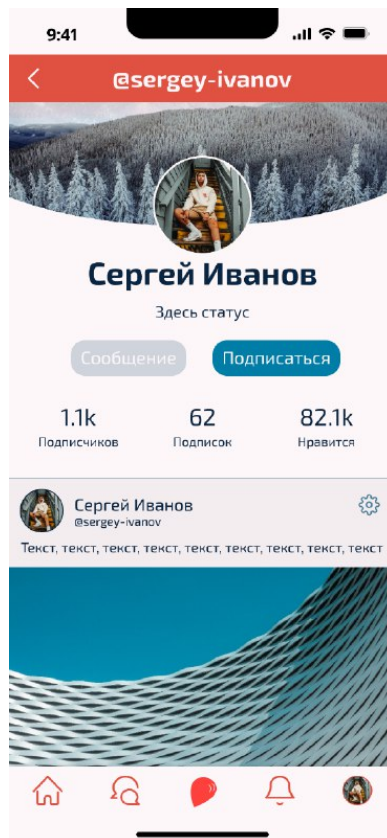 9:41
@sergey-ivanov
Сергей Иванов
Здесь статус
Сообщение Подписаться
1.1k 62 82.1k
Подписчиков Подписок Нравится
Сергей Иванов
@sergey-ivanov
Текст, текст, текст, текст, текст, текст, текст, текст, текст